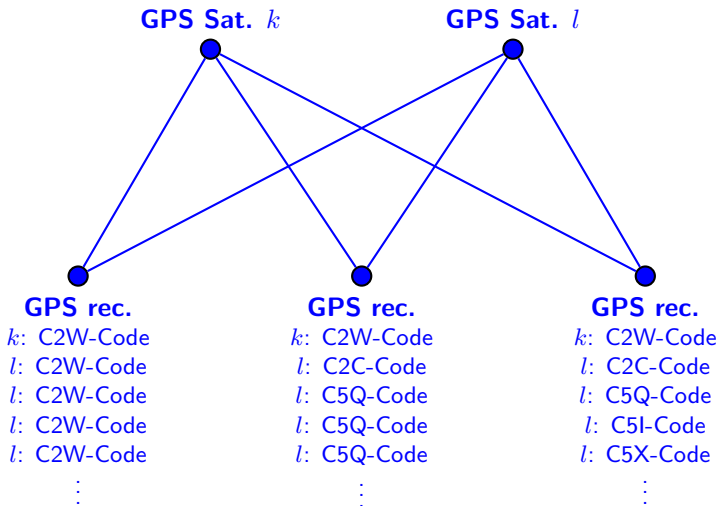 GPS Sat. k
GPS Sat. l
GPS rec.
k: C2W-Code
l: C2W-Code
l: C2W-Code
l: C2W-Code
l: C2W-Code
⋮
GPS rec.
k: C2W-Code
l: C2C-Code
l: C5Q-Code
l: C5Q-Code
l: C5Q-Code
⋮
GPS rec.
k: C2W-Code
l: C2C-Code
l: C5Q-Code
l: C5I-Code
l: C5X-Code
⋮